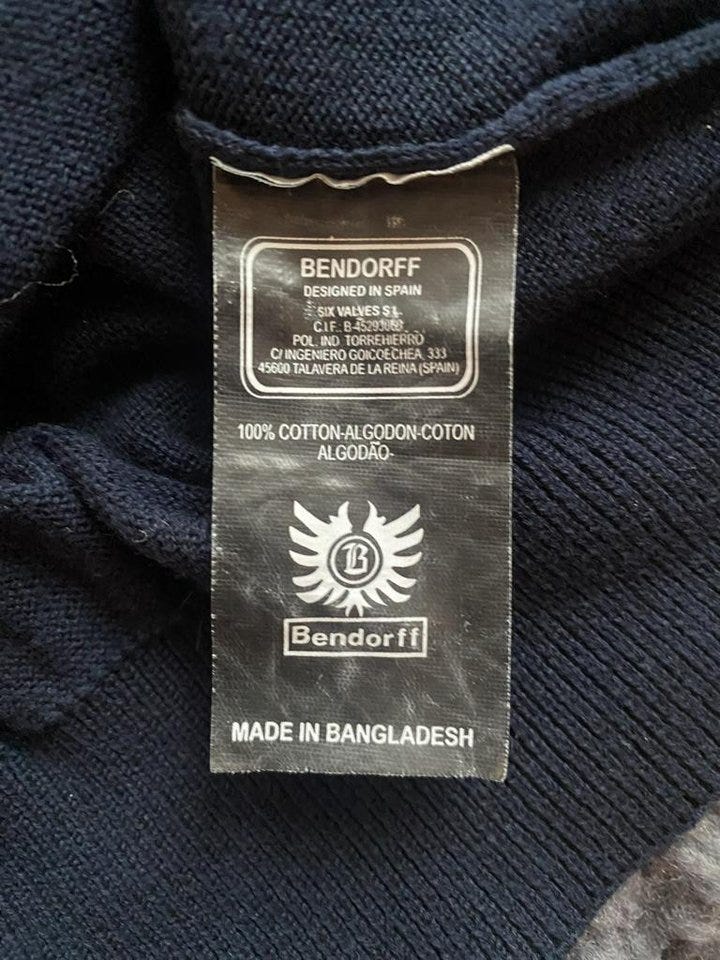 BENDORFF
DESIGNED IN SPAIN
SIX VALVES S.L.
C.I.F.:
POL. IND TORREHIERRO
C/ INGENIERO GOICOECHEA, 333
45600 TALAVERA DE LA REINA (SPAIN)
100% COTTON-ALGODON-COTON
ALGODÃO-
B
Bendorff
MADE IN BANGLADESH